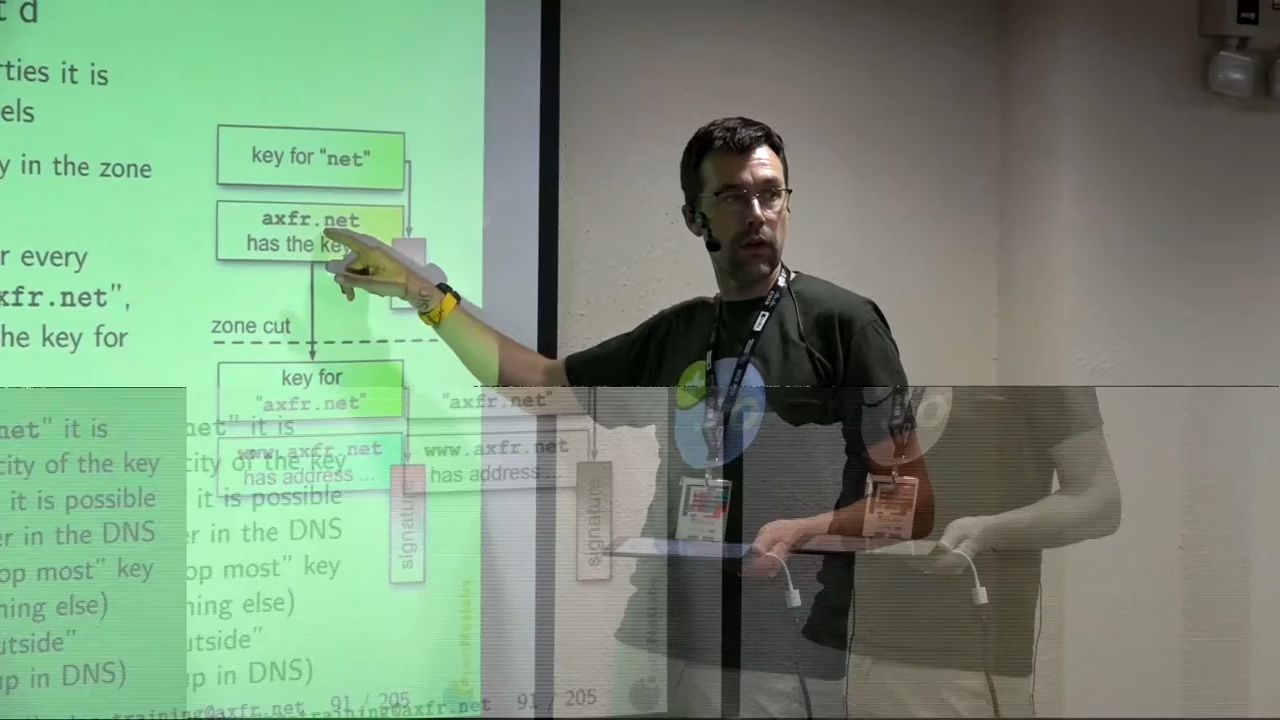 t d
rties it is
els
y in the zone
r every
xfr.net",
he key for
key for "net"
axfr.net
has the key
zone cut
key for
"axfr.net"
"axfr.net"
www.axfr.net
has address ...
www.axfr.net
has address ...
signature
signature
net" it is
city of the key
it is possible
er in the DNS
op most" key
ning else)
utside"
up in DNS)
net" it is
city of the key
it is possible
er in the DNS
op most" key
ning else)
utside"
up in DNS)
training@axfr.net
91 / 205
training@axfr.net
91 / 205